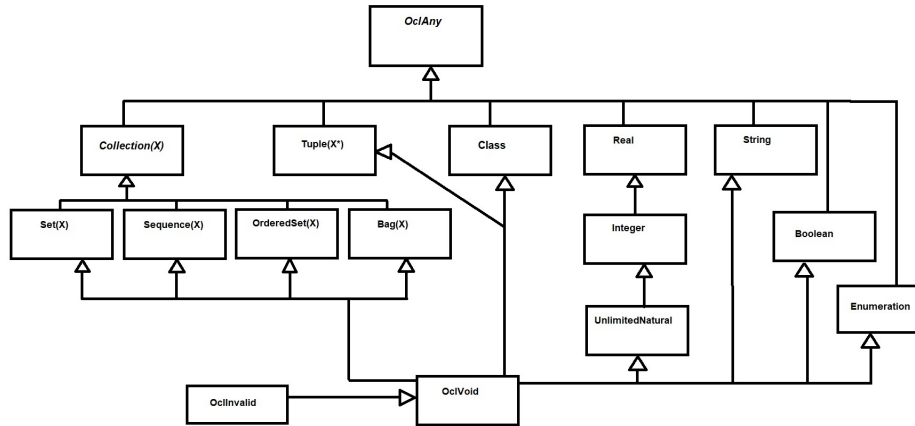 OclAny
Collection(X)
Tuple(X*)
Class
Real
String
Set(X)
Sequence(X)
OrderedSet(X)
Bag(X)
Integer
Boolean
UnlimitedNatural
Enumeration
OclInvalid
OclVoid